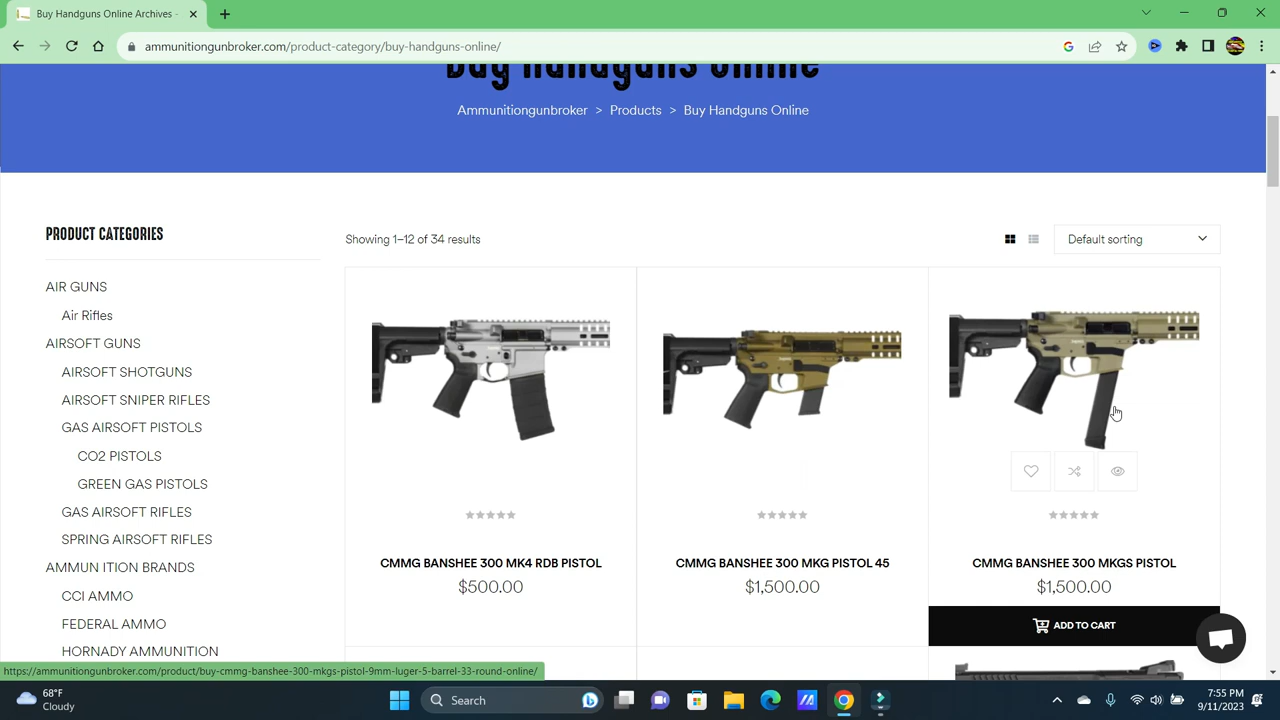 Buy Handguns Online Archives -
ammunitiongunbroker.com/product-category/buy-handguns-online/
Buy Handguns Online
Ammunitiongunbroker > Products > Buy Handguns Online
PRODUCT CATEGORIES
AIR GUNS
Air Rifles
AIRSOFT GUNS
AIRSOFT SHOTGUNS
AIRSOFT SNIPER RIFLES
GAS AIRSOFT PISTOLS
CO2 PISTOLS
GREEN GAS PISTOLS
GAS AIRSOFT RIFLES
SPRING AIRSOFT RIFLES
AMMUN ITION BRANDS
CCI AMMO
FEDERAL AMMO
HORNADY AMMUNITION
Showing 1–12 of 34 results
Default sorting
CMMG BANSHEE 300 MK4 RDB PISTOL
$500.00
CMMG BANSHEE 300 MKG PISTOL 45
$1,500.00
CMMG BANSHEE 300 MKGS PISTOL
$1,500.00
ADD TO CART
https://ammunitiongunbroker.com/product/buy-cmmg-banshee-300-mkgs-pistol-9mm-luger-5-barrel-33-round-online/
68°F
Cloudy
Search
7:55 PM
9/11/2023